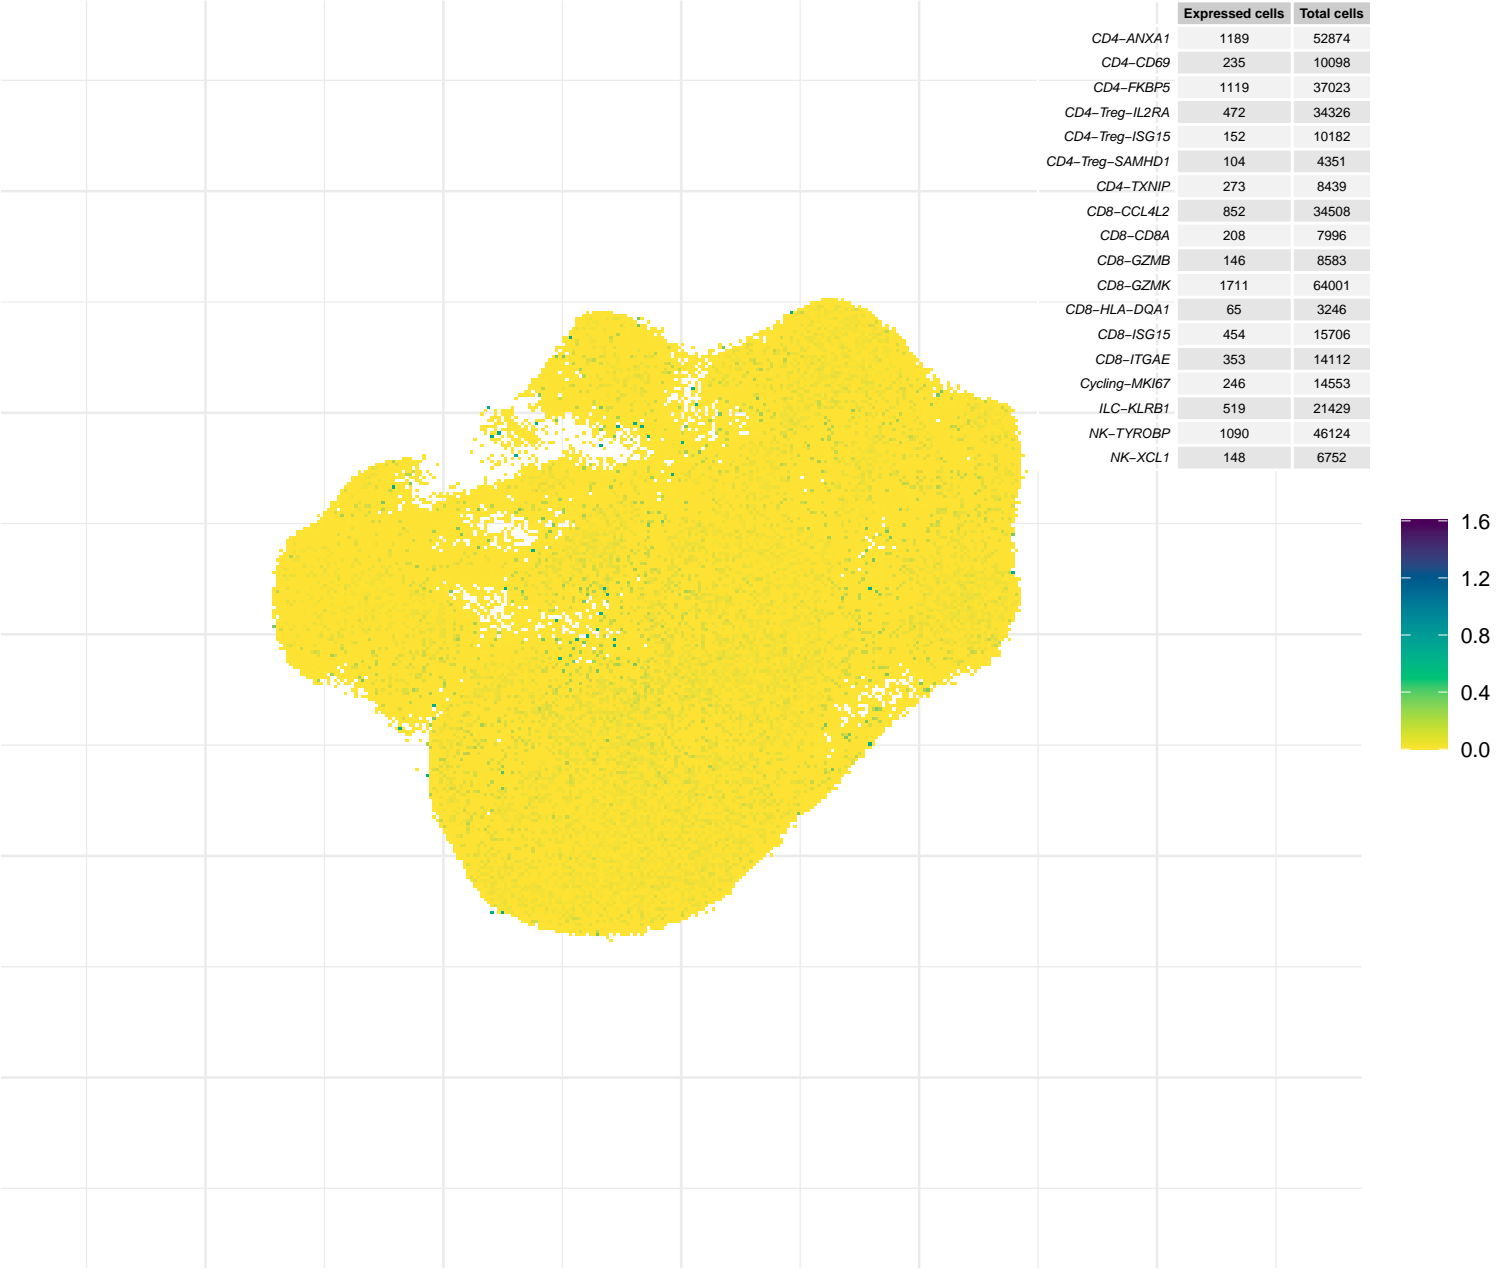 Expressed cells Total cells
CD4−ANXA1 1189 52874
CD4−CD69 235 10098
CD4−FKBP5 1119 37023
CD4−Treg−IL2RA 472 34326
CD4−Treg−ISG15 152 10182
CD4−Treg−SAMHD1 104 4351
CD4−TXNIP 273 8439
CD8−CCL4L2 852 34508
CD8−CD8A 208 7996
CD8−GZMB 146 8583
CD8−GZMK 1711 64001
CD8−HLA−DQA1 65 3246
CD8−ISG15 454 15706
CD8−ITGAE 353 14112
Cycling−MKI67 246 14553
ILC−KLRB1 519 21429
NK−TYROBP 1090 46124
NK−XCL1 148 6752
1.6
1.2
0.8
0.4
0.0